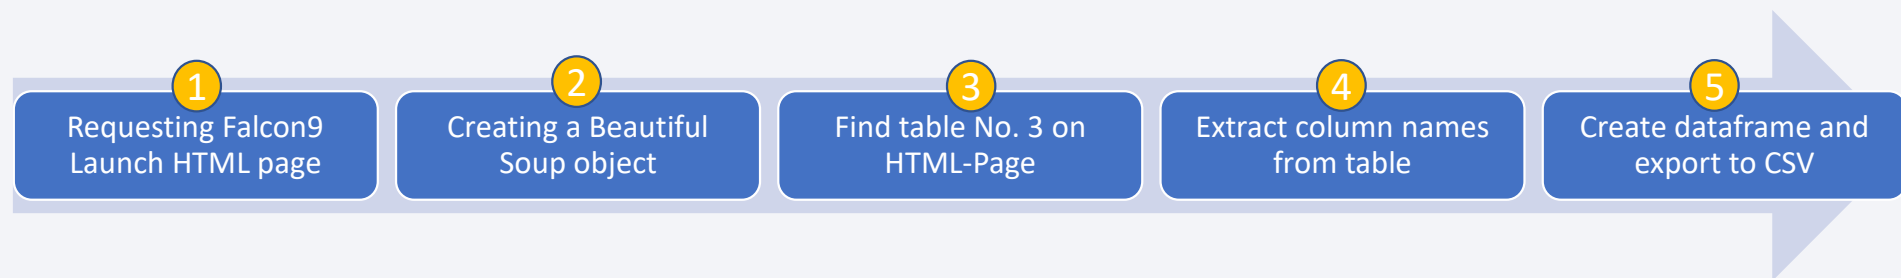 1
Requesting Falcon9
Launch HTML page
2
Creating a Beautiful
Soup object
3
Find table No. 3 on
HTML-Page
4
Extract column names
from table
5
Create dataframe and
export to CSV